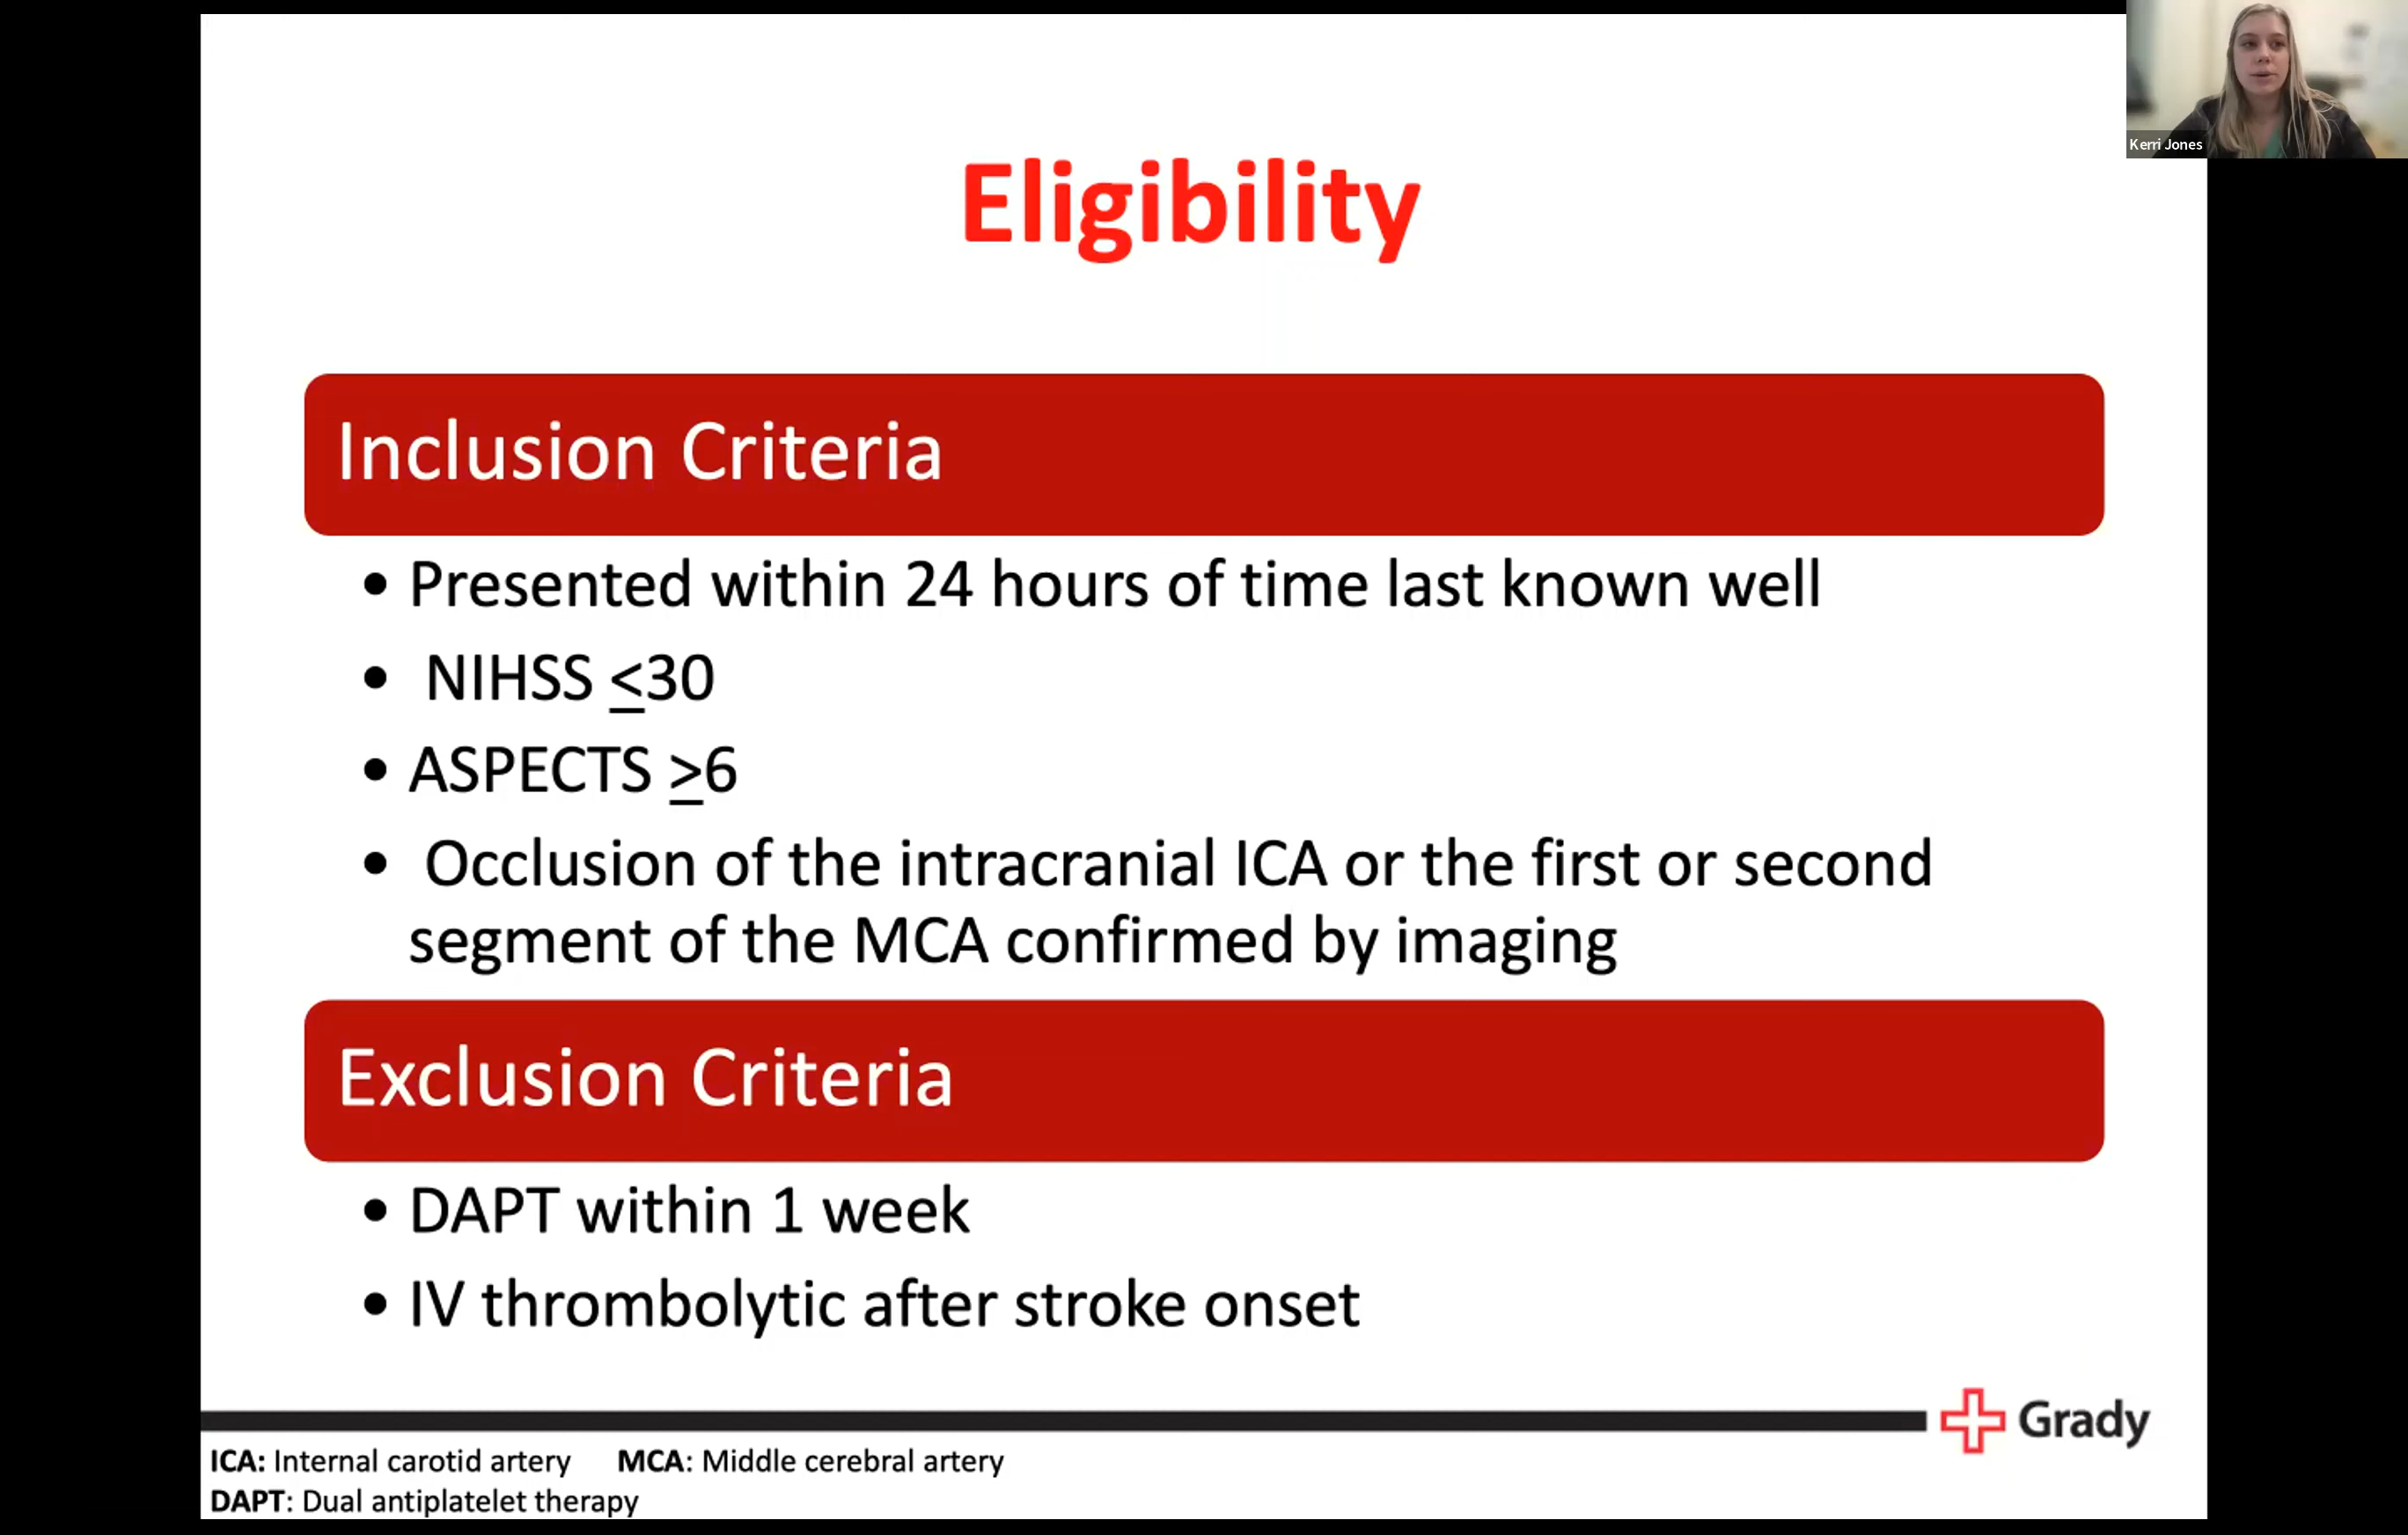 Kerri Jones
Eligibility
Inclusion Criteria
• Presented within 24 hours of time last known well
• NIHSS <30
• ASPECTS >6
• Occlusion of the intracranial ICA or the first or second
segment of the MCA confirmed by imaging
Exclusion Criteria
• DAPT within 1 week
• IV thrombolytic after stroke onset
Grady
ICA: Internal carotid artery MCA: Middle cerebral artery
DAPT: Dual antiplatelet therapy